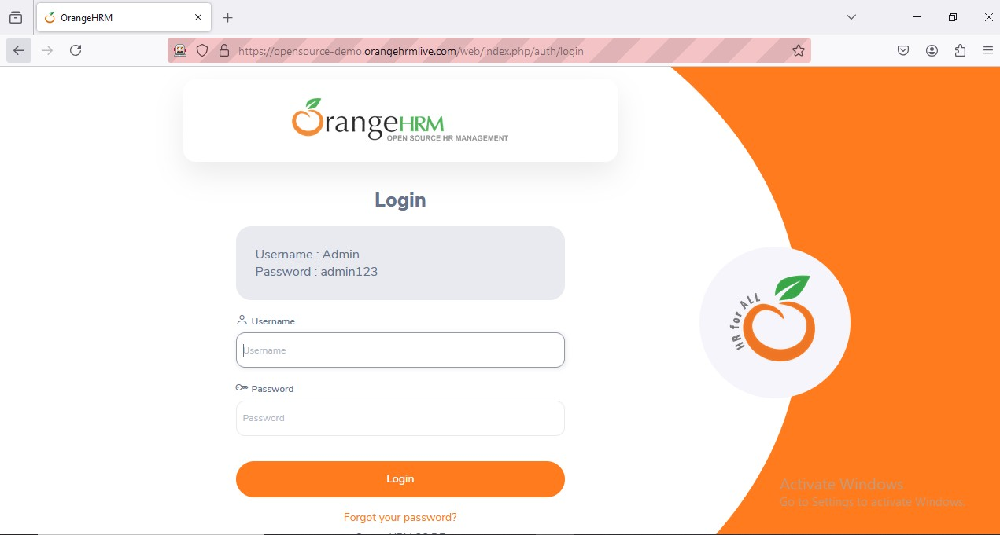 OrangeHRM
https://opensource-demo.orangehrmlive.com/web/index.php/auth/login
OrangeHRM
OPEN SOURCE HR MANAGEMENT
Login
Username : Admin
Password : admin123
Username
Username
Password
Password
Login
Forgot your password?
HR for ALL
Activate Windows
Go to Settings to activate Windows.